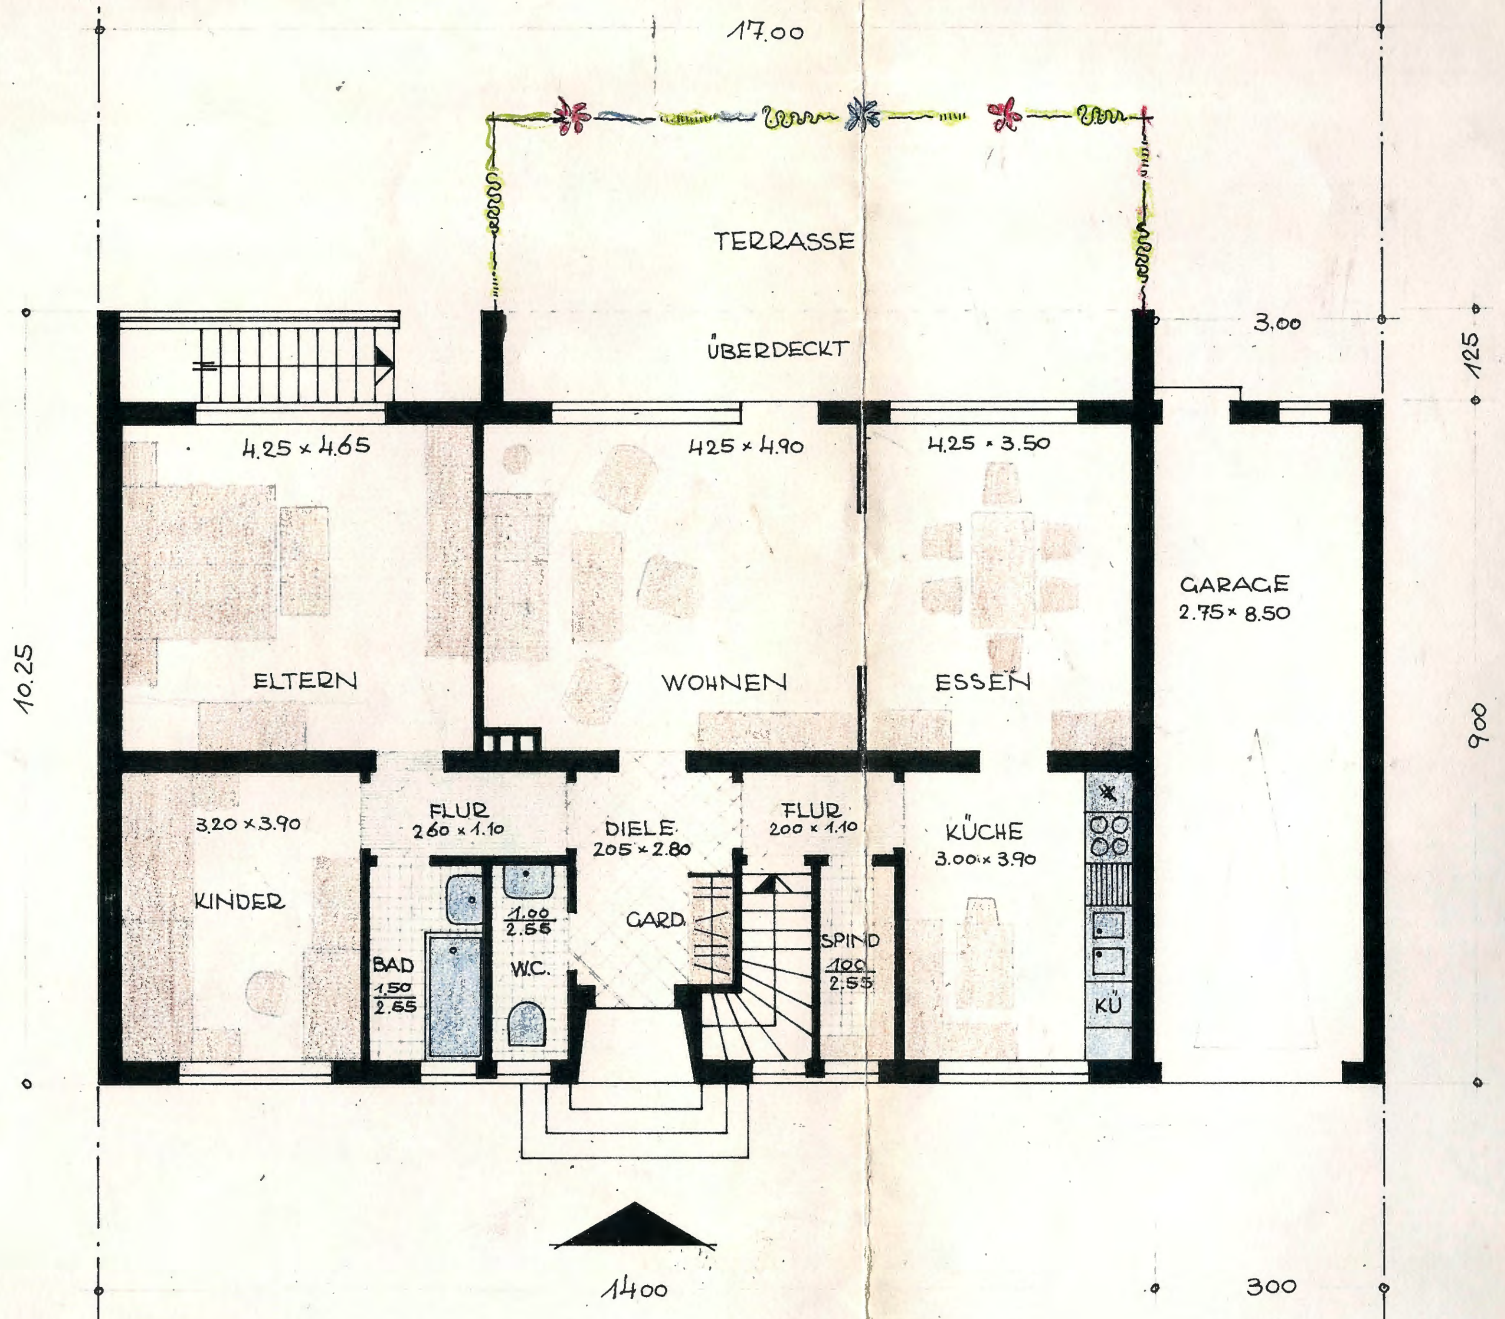 17.00
TERRASSE
ÜBERDECKT
3,00
125
4.25 x 4.65
425 x 4.90
4.25 x 3.50
GARAGE
2.75 x 8.50
ELTERN
WOHNEN
ESSEN
10.25
900
3.20 x 3.90
KINDER
FLUR
260 x 1.10
DIELE
205 x 2.80
FLUR
200 x 1.10
KÜCHE
3.00 x 3.90
GARD.
1.00
2.55
W.C.
BAD
1.50
2.55
SPIND
100
2.55
KÜ
1400
300